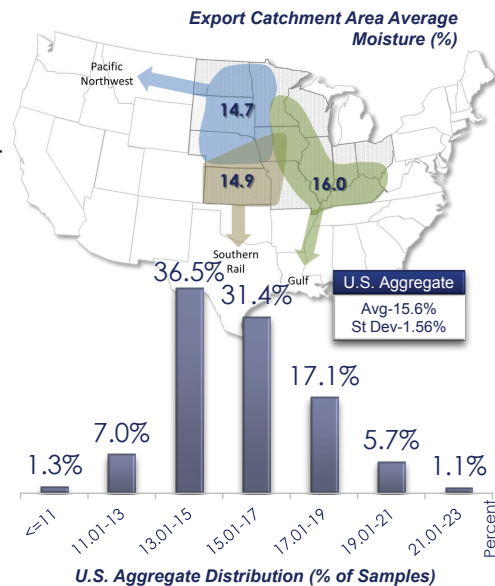 Export Catchment Area Average
Moisture (%)
Pacific
Northwest
14.7
14.9
16.0
Southern
Rail
Gulf
U.S. Aggregate
Avg-15.6%
St Dev-1.56%
1.3%
7.0%
36.5%
31.4%
17.1%
5.7%
1.1%
<=11
11.01-13
13.01-15
15.01-17
17.01-19
19.01-21
21.01-23
Percent
U.S. Aggregate Distribution (% of Samples)